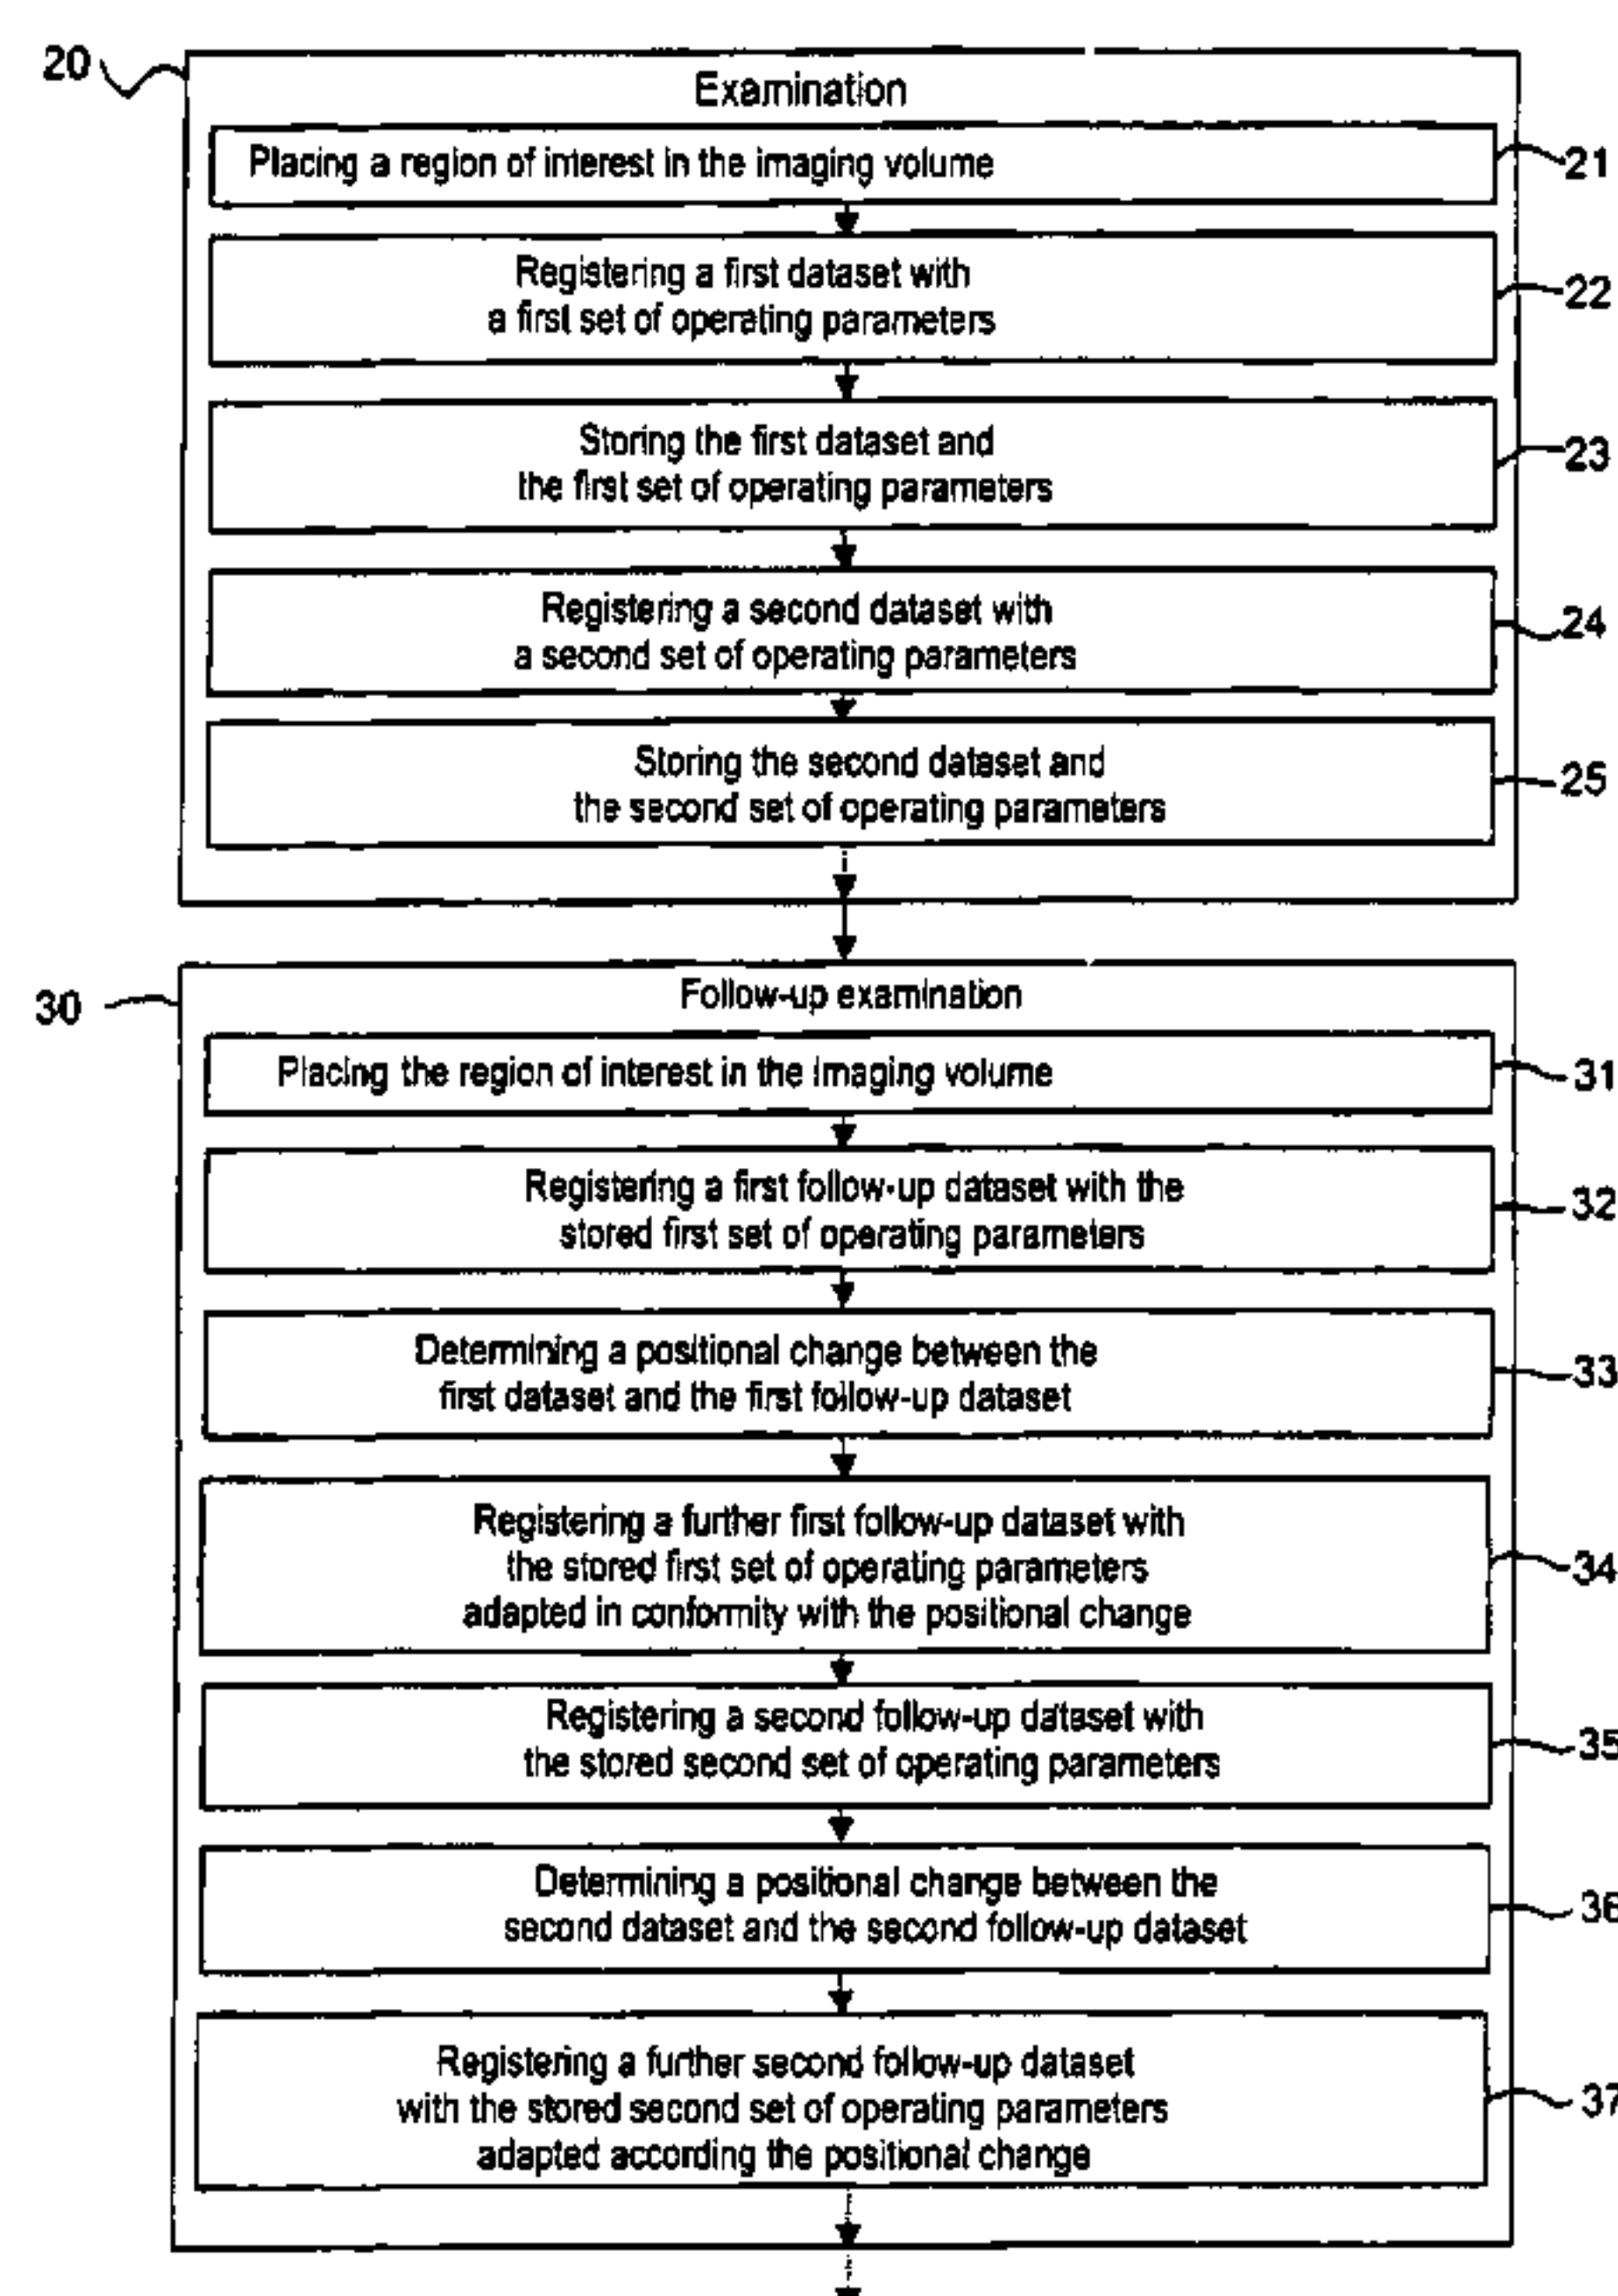 20
Examination
Placing a region of interest in the imaging volume
21
Registering a first dataset with
a first set of operating parameters
22
Storing the first dataset and
the first set of operating parameters
23
Registering a second dataset with
a second set of operating parameters
24
Storing the second dataset and
the second set of operating parameters
25
30
Follow-up examination
Placing the region of interest in the imaging volume
31
Registering a first follow-up dataset with the
stored first set of operating parameters
32
Determining a positional change between the
first dataset and the first follow-up dataset
33
Registering a further first follow-up dataset with
the stored first set of operating parameters
adapted in conformity with the positional change
34
Registering a second follow-up dataset with
the stored second set of operating parameters
35
Determining a positional change between the
second dataset and the second follow-up dataset
36
Registering a further second follow-up dataset
with the stored second set of operating parameters
adapted according the positional change
37